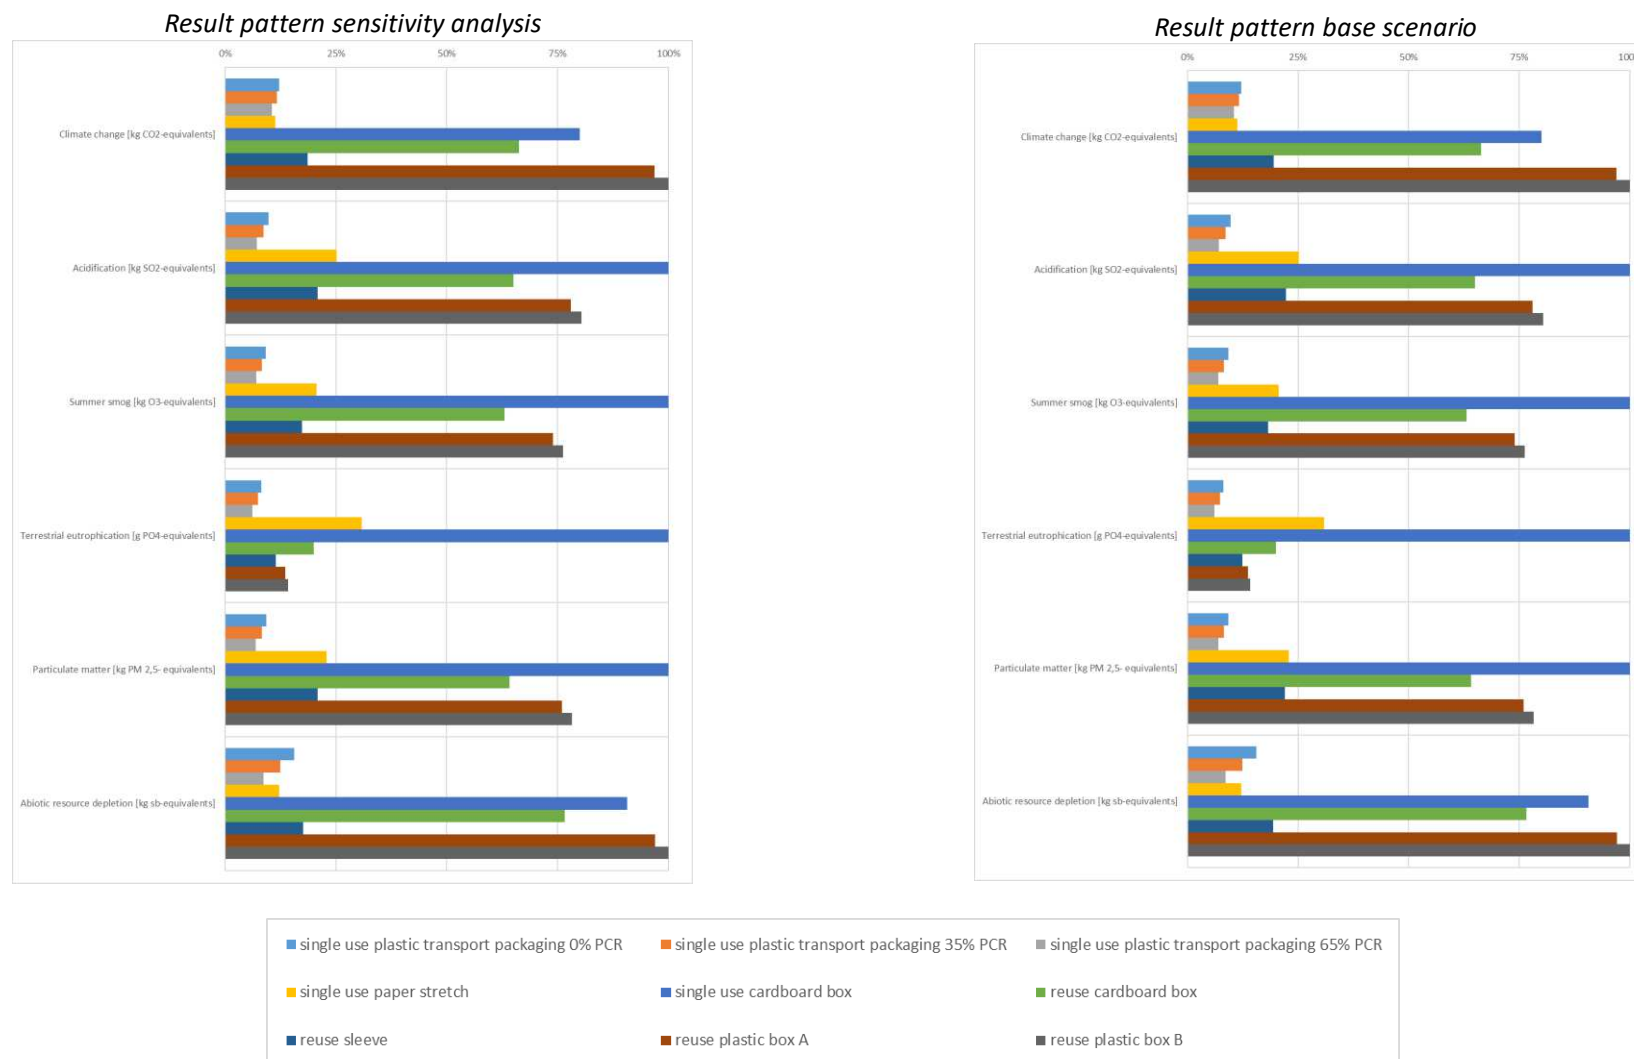 Result pattern sensitivity analysis
0% 25% 50% 75% 100%
Climate change [kg CO2-equivalents]
Acidification [kg SO2-equivalents]
Summer smog [kg O3-equivalents]
Terrestrial eutrophication [g PO4-equivalents]
Particulate matter [kg PM 2,5- equivalents]
Abiotic resource depletion [kg sb-equivalents]
Result pattern base scenario
0% 25% 50% 75% 100
Climate change [kg CO2-equivalents]
Acidification [kg SO2-equivalents]
Summer smog [kg O3-equivalents]
Terrestrial eutrophication [g PO4-equivalents]
Particulate matter [kg PM 2,5- equivalents]
Abiotic resource depletion [kg sb-equivalents]
single use plastic transport packaging 0% PCR single use plastic transport packaging 35% PCR single use plastic transport packaging 65% PCR
single use paper stretch single use cardboard box reuse cardboard box
reuse sleeve reuse plastic box A reuse plastic box B